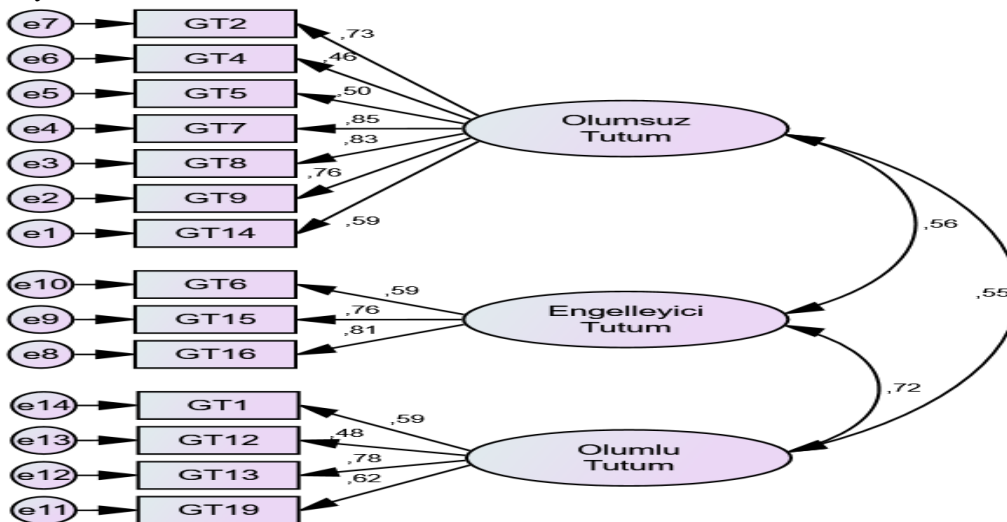 e7
GT2
,73
e6
GT4
,46
e5
GT5
,50
e4
GT7
,85
e3
GT8
,83
e2
GT9
,76
e1
GT14
,59
Olumsuz
Tutum
,56
,55
e10
GT6
,59
e9
GT15
,76
e8
GT16
,81
Engelleyici
Tutum
,72
e14
GT1
,59
e13
GT12
,48
e12
GT13
,78
e11
GT19
,62
Olumlu
Tutum